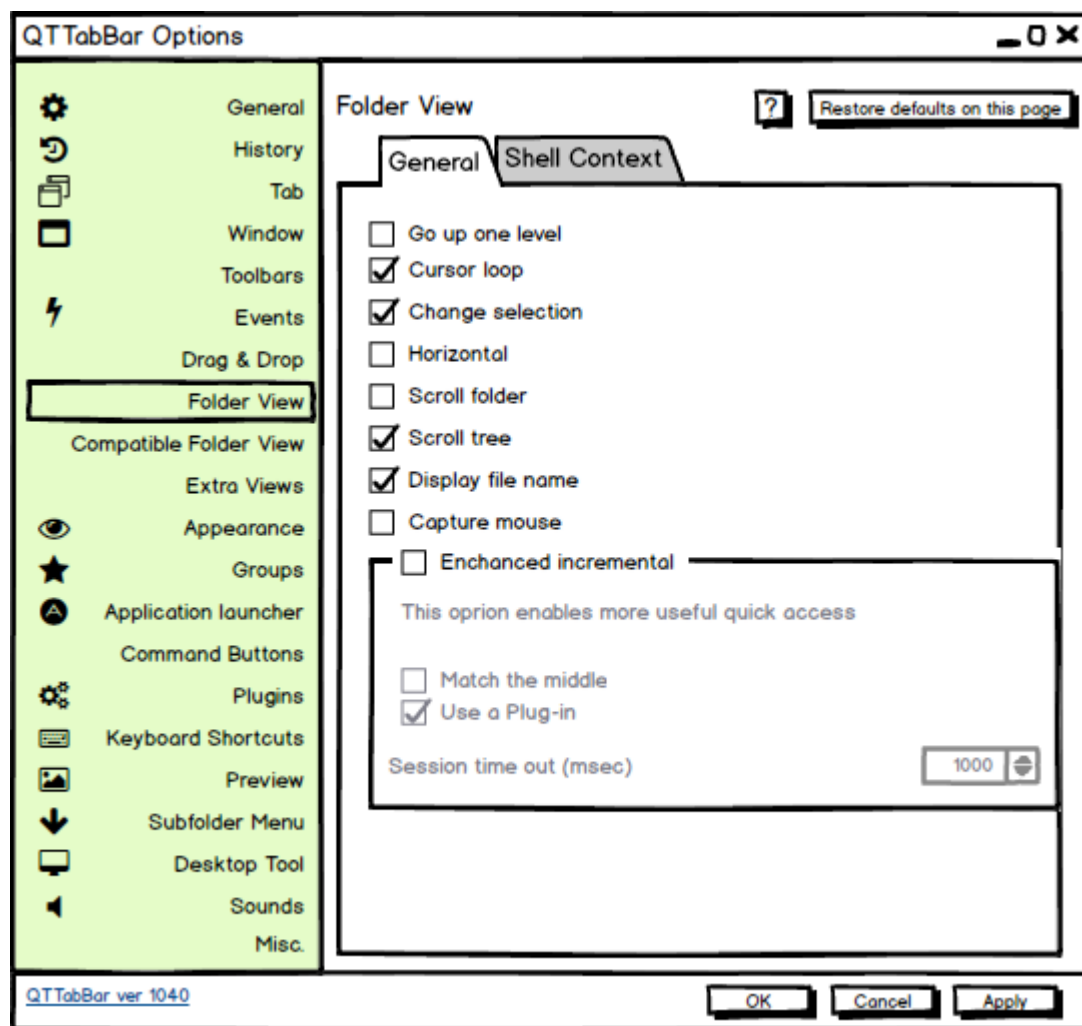 QTTabBar Options
General
History
Tab
Window
Toolbars
Events
Drag & Drop
Folder View
Compatible Folder View
Extra Views
Appearance
Groups
Application launcher
Command Buttons
Plugins
Keyboard Shortcuts
Preview
Subfolder Menu
Desktop Tool
Sounds
Misc.
Folder View
?
Restore defaults on this page
General
Shell Context
Go up one level
Cursor loop
Change selection
Horizontal
Scroll folder
Scroll tree
Display file name
Capture mouse
Enchanced incremental
This oprion enables more useful quick access
Match the middle
Use a Plug-in
Session time out (msec)
1000
QTTabBar ver 1040
OK
Cancel
Apply